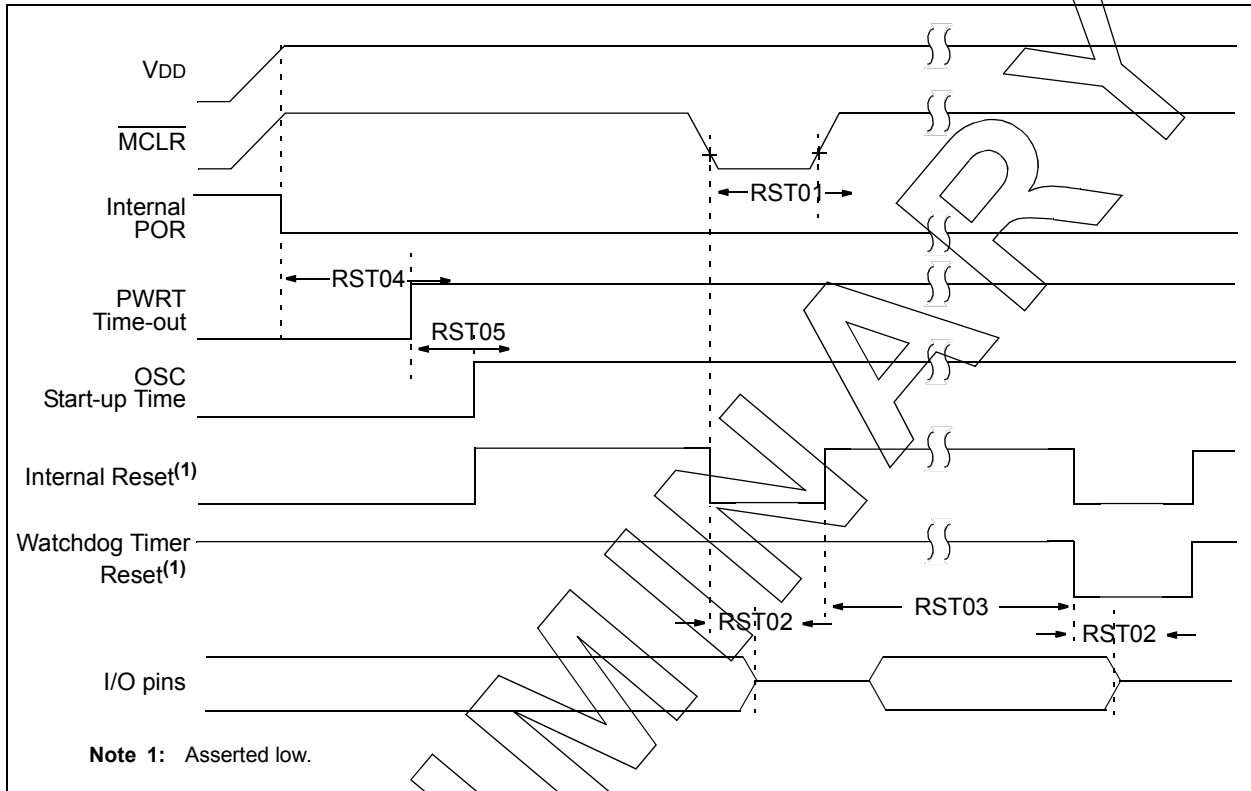 VDD
MCLR
RST01
Internal
POR
RST04
PWRT
Time-out
RST05
OSC
Start-up Time
Internal Reset(1)
Watchdog Timer
Reset(1)
RST03
RST02
RST02
I/O pins
Note 1: Asserted low.
IMINARY